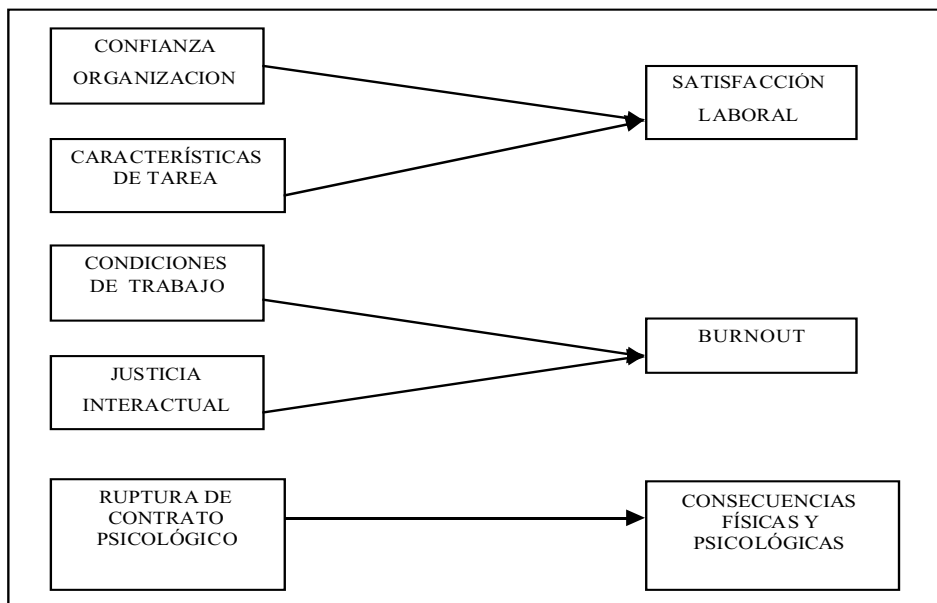 CONFIANZA
ORGANIZACION
CARACTERÍSTICAS
DE TAREA
CONDICIONES
DE TRABAJO
JUSTICIA
INTERACTUAL
RUPTURA DE
CONTRATO
PSICOLÓGICO
SATISFACCIÓN
LABORAL
BURNOUT
CONSECUENCIAS
FÍSICAS Y
PSICOLÓGICAS